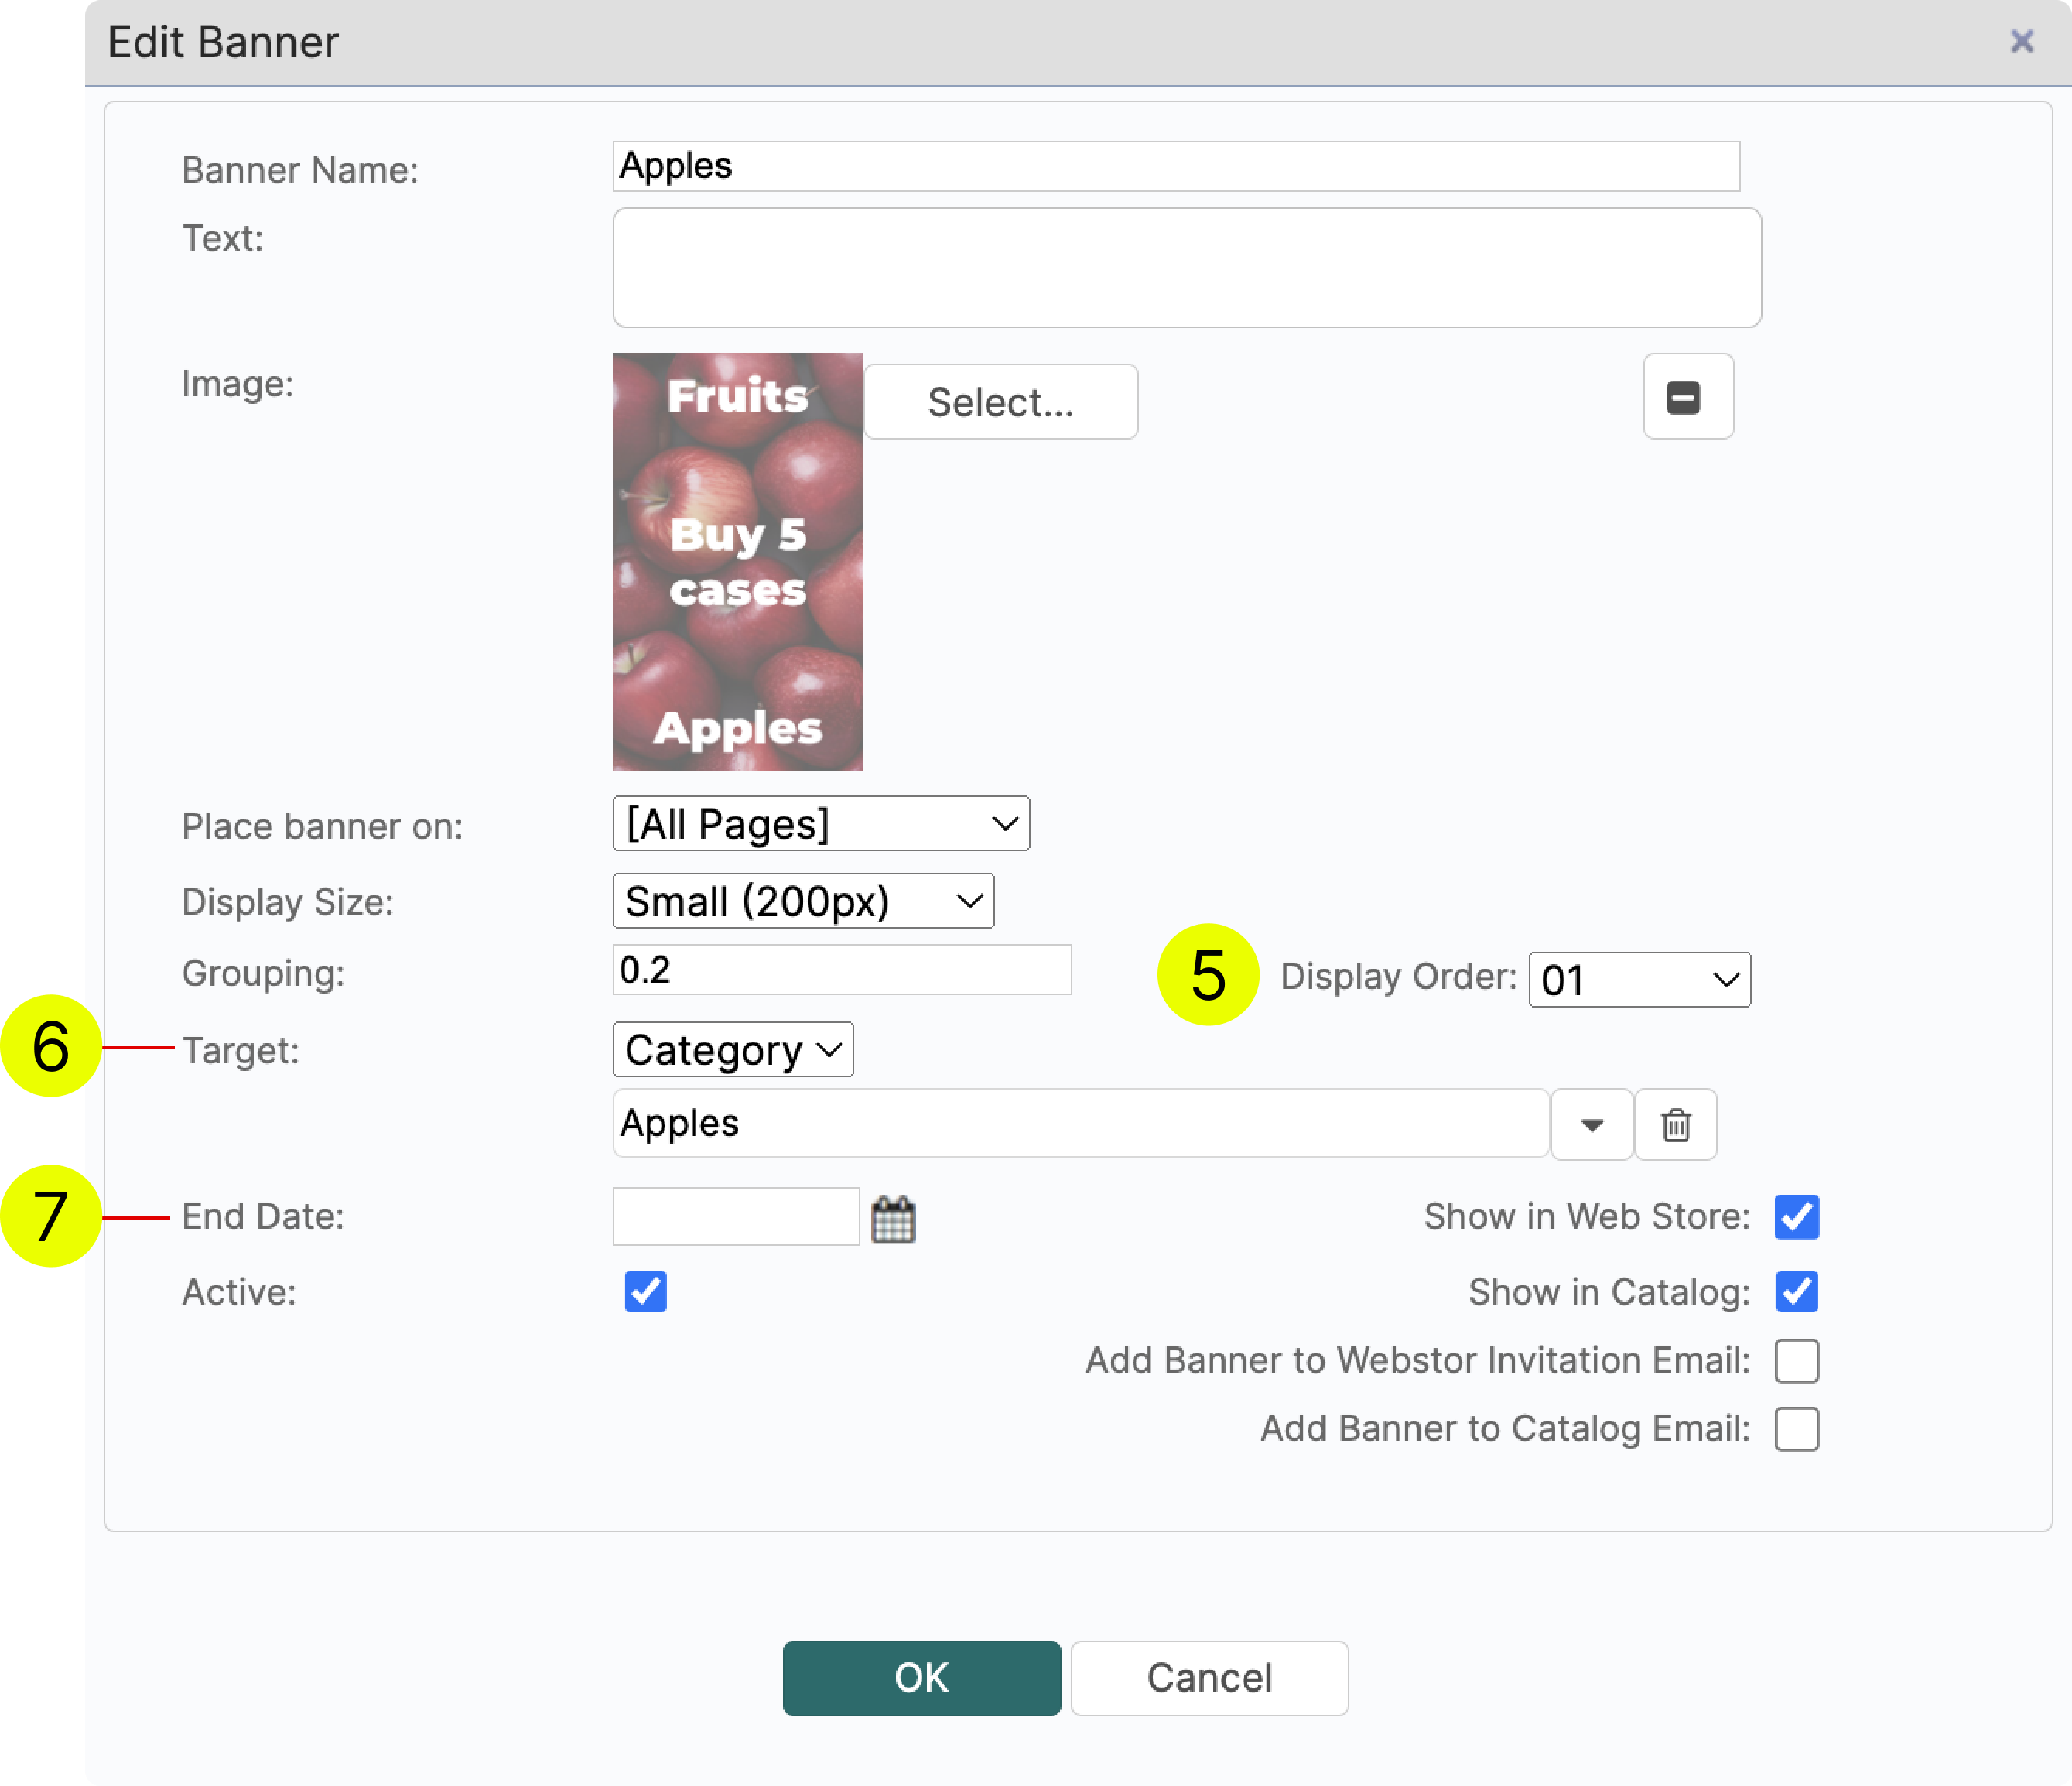 Edit Banner
Banner Name: Apples
Text:
Image: Select...
Fruits
Buy 5
cases
Apples
Place banner on: [All Pages]
Display Size: Small (200px)
Grouping: 0.2 5 Display Order: 01
6 Target: Category
Apples
7 End Date: Show in Web Store:
Active: Show in Catalog:
Add Banner to Webstor Invitation Email:
Add Banner to Catalog Email:
OK Cancel